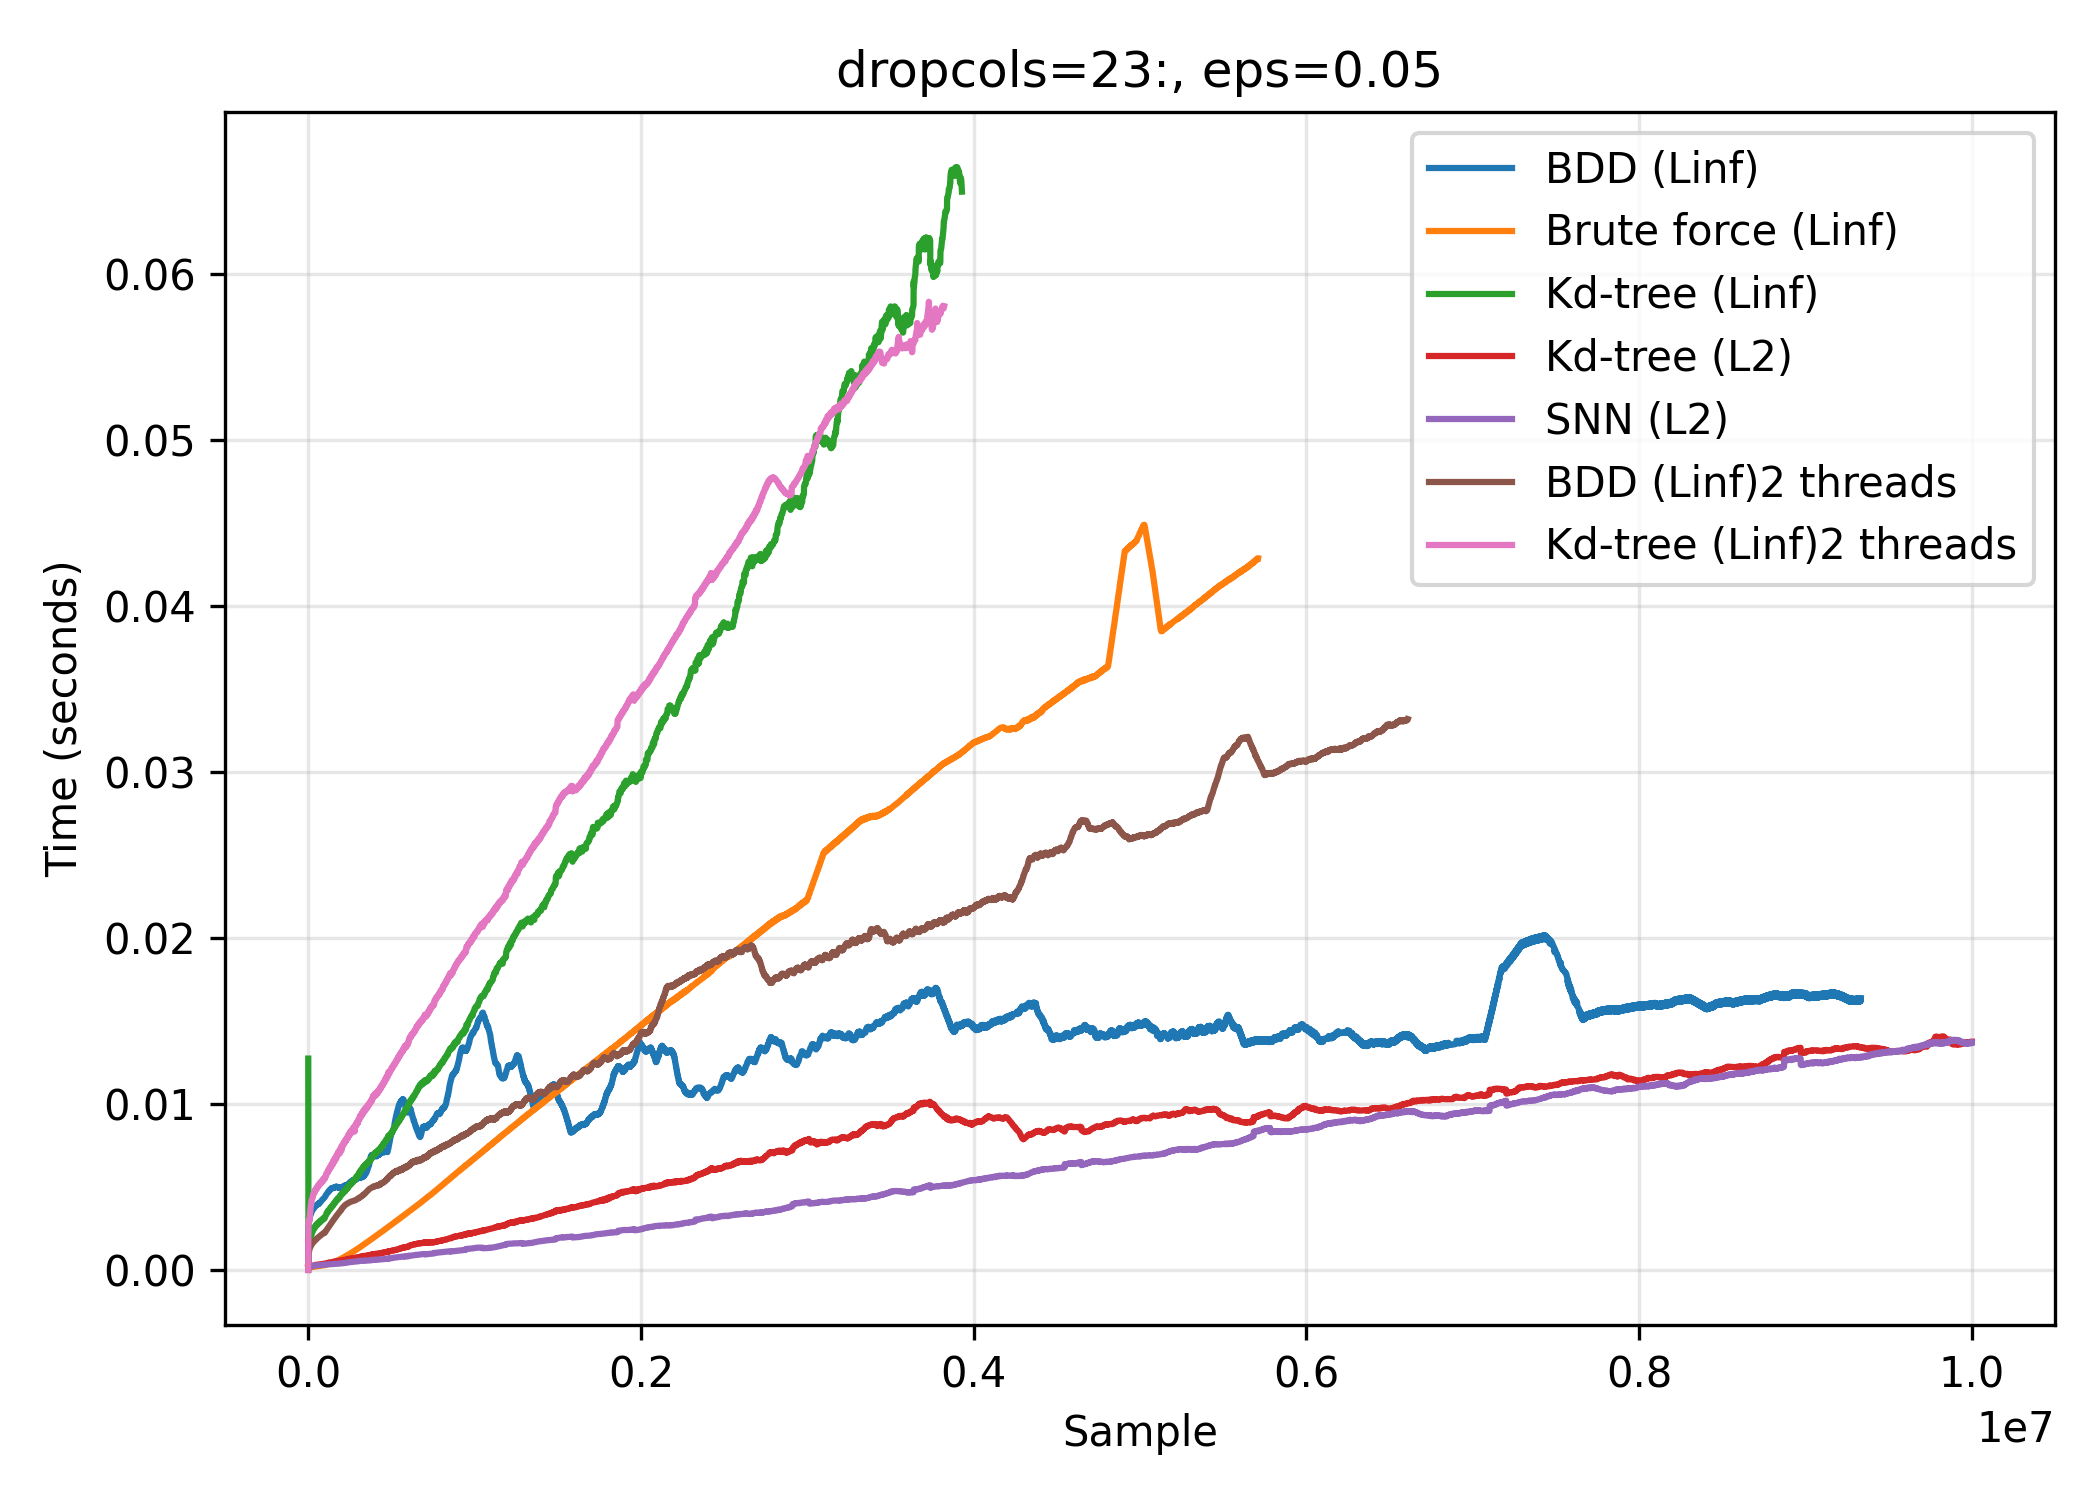 dropcols=23:, eps=0.05
BDD (Linf)
Brute force (Linf)
Kd-tree (Linf)
Kd-tree (L2)
SNN (L2)
BDD (Linf)2 threads
Kd-tree (Linf)2 threads
Time (seconds)
0.06
0.05
0.04
0.03
0.02
0.01
0.00
0.0 0.2 0.4 0.6 0.8 1.0
1e7
Sample